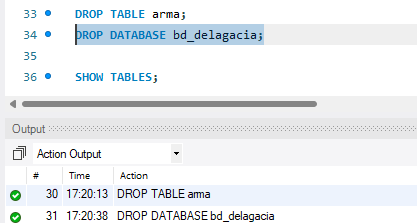 33 DROP TABLE arma;
34 DROP DATABASE bd_delagacia;
35
36 SHOW TABLES;
Output
Action Output
# Time Action
30 17:20:13 DROP TABLE arma
31 17:20:38 DROP DATABASE bd_delagacia